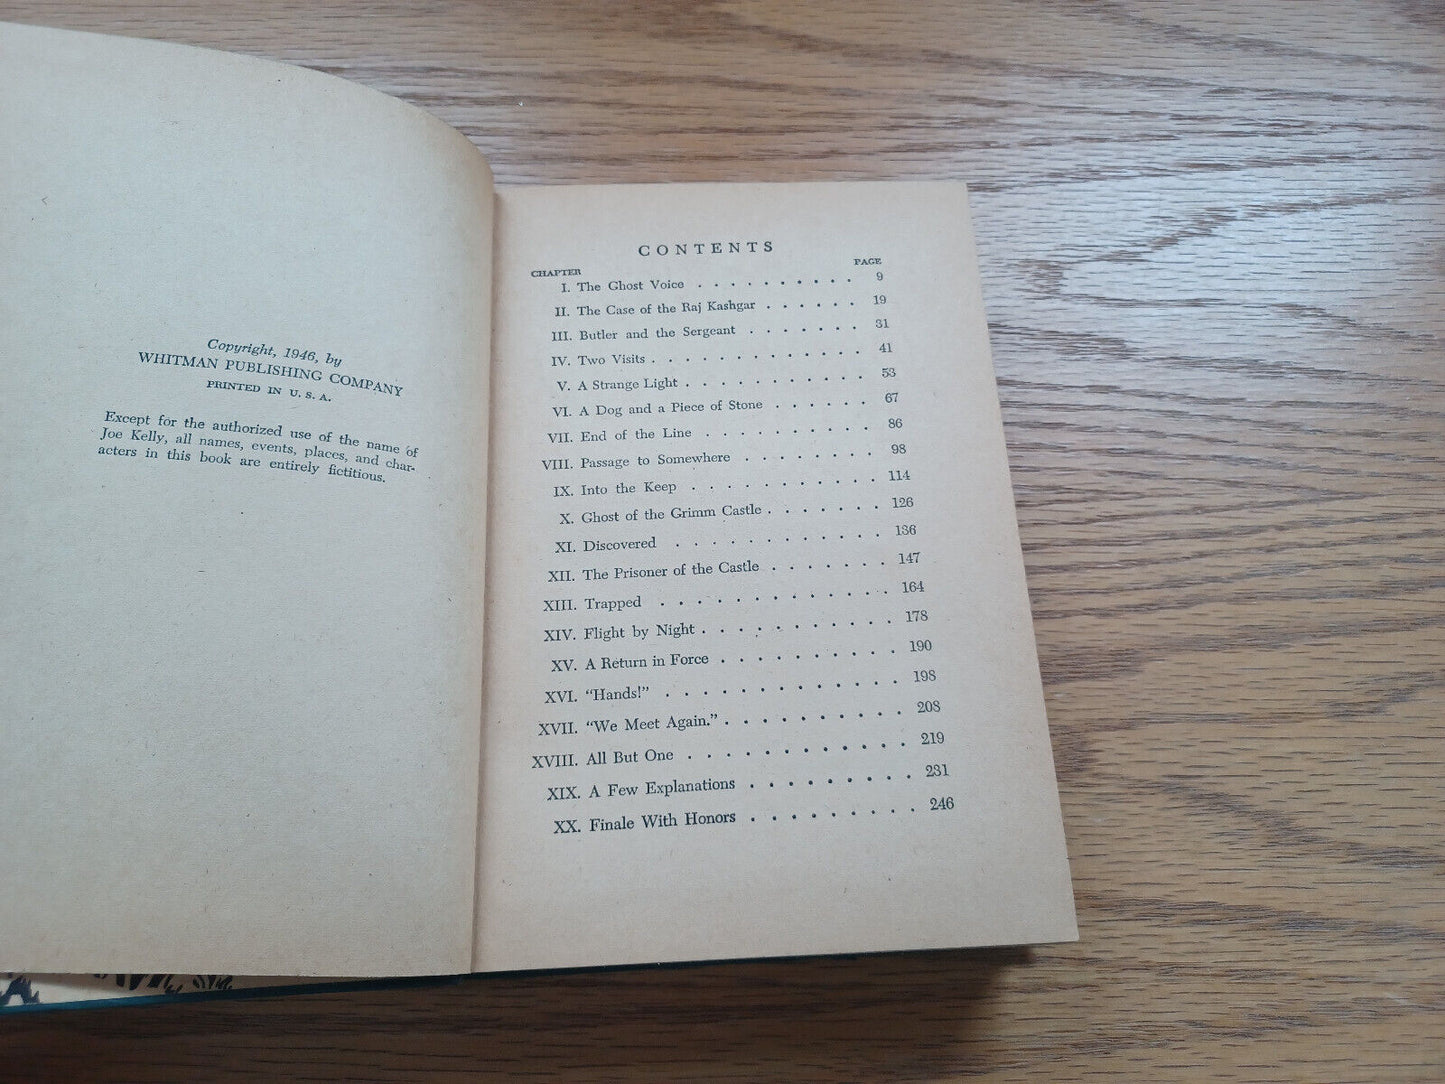 Copyright, 1946, by
WHITMAN PUBLISHING COMPANY
PRINTED IN U. S. A.
Except for the authorized use of the name of
Joe Kelly, all names, events, places, and char-
acters in this book are entirely fictitious.
CONTENTS
CHAPTER PAGE
I. The Ghost Voice . . . . . . . . . . 9
II. The Case of the Raj Kashgar . . . . . . 19
III. Butler and the Sergeant . . . . . . . 31
IV. Two Visits . . . . . . . . . . . . 41
V. A Strange Light . . . . . . . . . . . 53
VI. A Dog and a Piece of Stone . . . . . . 67
VII. End of the Line . . . . . . . . . . 86
VIII. Passage to Somewhere . . . . . . . . 98
IX. Into the Keep . . . . . . . . . . . 114
X. Ghost of the Grimm Castle . . . . . . . 126
XI. Discovered . . . . . . . . . . . . 136
XII. The Prisoner of the Castle . . . . . . . 147
XIII. Trapped . . . . . . . . . . . . . 164
XIV. Flight by Night . . . . . . . . . . . 178
XV. A Return in Force . . . . . . . . . . 190
XVI. “Hands!” . . . . . . . . . . . . . 198
XVII. “We Meet Again.” . . . . . . . . . . 208
XVIII. All But One . . . . . . . . . . . . 219
XIX. A Few Explanations . . . . . . . . . 231
XX. Finale With Honors . . . . . . . . . 246